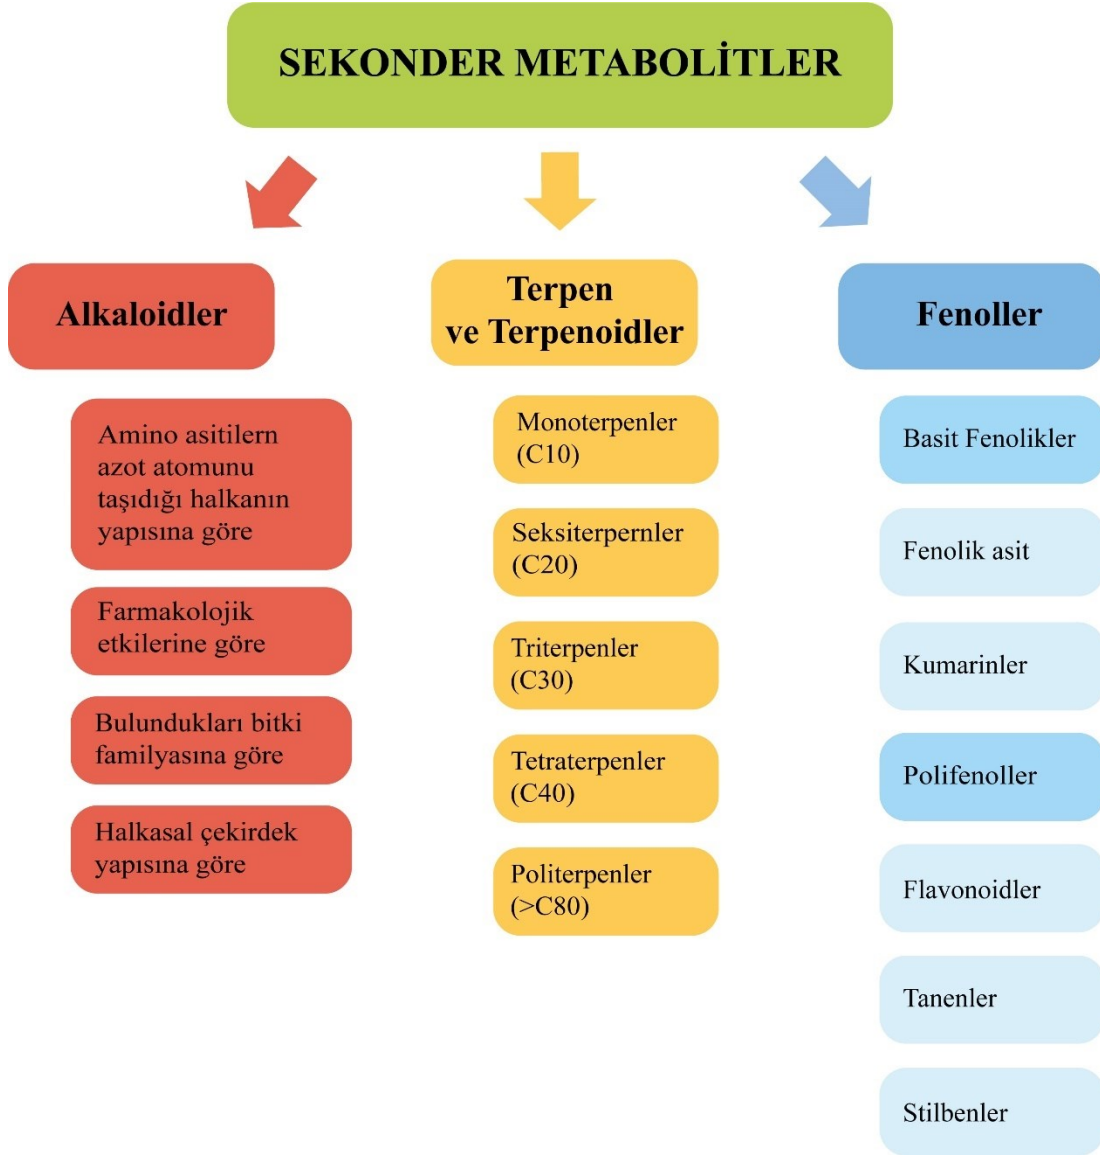 SEKONDER METABOLİTLER
Alkaloidler
Amino asitilern
azot atomunu
taşıdığı halkanın
yapısına göre
Farmakolojik
etkilerine göre
Bulundukları bitki
familyasına göre
Halkasal çekirdek
yapısına göre
Terpen
ve Terpenoidler
Monoterpenler
(C10)
Seksiterpernler
(C20)
Triterpenler
(C30)
Tetraterpenler
(C40)
Politerpenler
(>C80)
Fenoller
Basit Fenolikler
Fenolik asit
Kumarinler
Polifenoller
Flavonoidler
Tanenler
Stilbenler